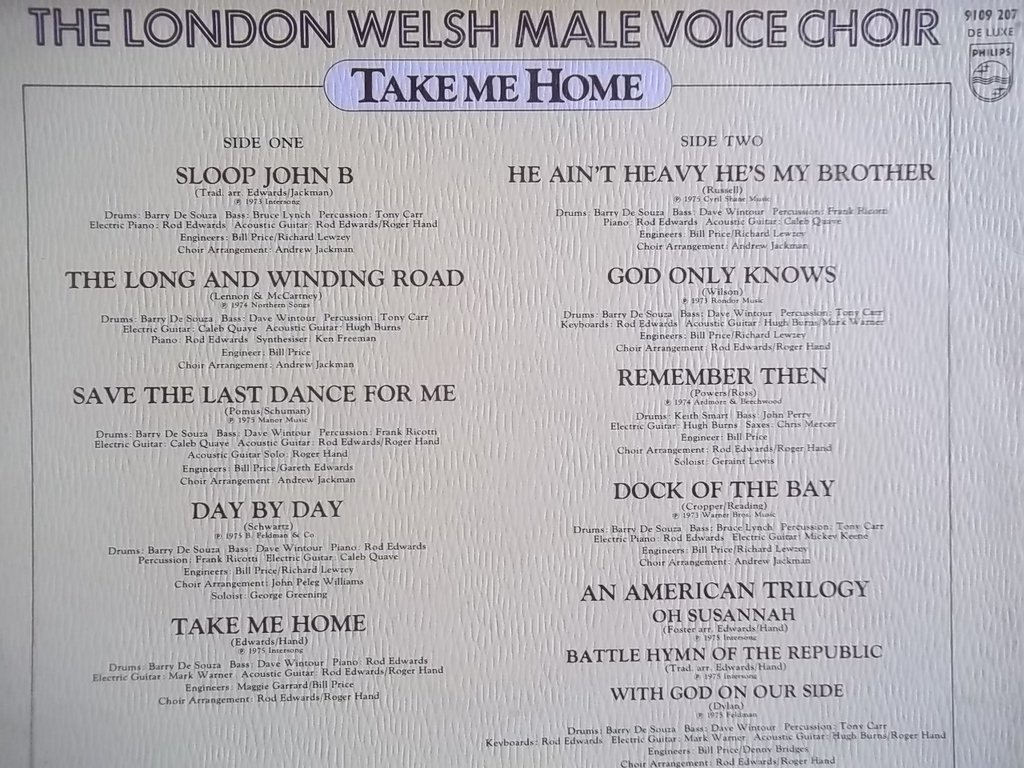 THE LONDON WELSH MALE VOICE CHOIR
9109 207
DE LUXE
PHILIPS
TAKE ME HOME
SIDE ONE
SLOOP JOHN B
(Trad. arr. Edwards/Jackman)
℗ 1973 Intersong
Drums: Barry De Souza Bass: Bruce Lynch Percussion: Tony Carr
Electric Piano: Rod Edwards Acoustic Guitar: Rod Edwards/Roger Hand
Engineers: Bill Price/Richard Lewzey
Choir Arrangement: Andrew Jackman
THE LONG AND WINDING ROAD
(Lennon & McCartney)
℗ 1974 Northern Songs
Drums: Barry De Souza Bass: Dave Wintour Percussion: Tony Carr
Electric Guitar: Caleb Quaye Acoustic Guitar: Hugh Burns
Piano: Rod Edwards Synthesiser: Ken Freeman
Engineer: Bill Price
Choir Arrangement: Andrew Jackman
SAVE THE LAST DANCE FOR ME
(Pomus/Schuman)
℗ 1975 Manor Music
Drums: Barry De Souza Bass: Dave Wintour Percussion: Frank Ricotti
Electric Guitar: Caleb Quaye Acoustic Guitar: Rod Edwards/Roger Hand
Acoustic Guitar Solo: Roger Hand
Engineers: Bill Price/Gareth Edwards
Choir Arrangement: Andrew Jackman
DAY BY DAY
(Schwartz)
℗ 1975 B. Feldman & Co
Drums: Barry De Souza Bass: Dave Wintour Piano: Rod Edwards
Percussion: Frank Ricotti Electric Guitar: Caleb Quaye
Engineers: Bill Price/Richard Lewzey
Choir Arrangement: John Peleg Williams
Soloist: George Greening
TAKE ME HOME
(Edwards/Hand)
℗ 1975 Intersong
Drums: Barry De Souza Bass: Dave Wintour Piano: Rod Edwards
Electric Guitar: Mark Warner Acoustic Guitar: Rod Edwards/Roger Hand
Engineers: Maggie Garrard/Bill Price
Choir Arrangement: Rod Edwards/Roger Hand
SIDE TWO
HE AIN'T HEAVY HE'S MY BROTHER
(Russell)
℗ 1975 Cyril Shane Music
Drums: Barry De Souza Bass: Dave Wintour Percussion: Frank Ricotti
Piano: Rod Edwards Acoustic Guitar: Caleb Quaye
Engineers: Bill Price/Richard Lewzey
Choir Arrangement: Andrew Jackman
GOD ONLY KNOWS
(Wilson)
℗ 1973 Rondor Music
Drums: Barry De Souza Bass: Dave Wintour Percussion: Tony Carr
Keyboards: Rod Edwards Acoustic Guitar: Hugh Burns/Mark Warner
Engineers: Bill Price/Richard Lewzey
Choir Arrangement: Rod Edwards/Roger Hand
REMEMBER THEN
(Powers/Ross)
℗ 1974 Ardmore & Beechwood
Drums: Keith Smart Bass: John Perry
Electric Guitar: Hugh Burns Saxes: Chris Mercer
Engineer: Bill Price
Choir Arrangement: Rod Edwards/Roger Hand
Soloist: Geraint Lewis
DOCK OF THE BAY
(Cropper/Reading)
℗ 1973 Warner Bros. Music
Drums: Barry De Souza Bass: Bruce Lynch Percussion: Tony Carr
Electric Piano: Rod Edwards Electric Guitar: Mickey Keene
Engineers: Bill Price/Richard Lewzey
Choir Arrangement: Andrew Jackman
AN AMERICAN TRILOGY
OH SUSANNAH
(Foster arr. Edwards/Hand)
℗ 1975 Intersong
BATTLE HYMN OF THE REPUBLIC
(Trad. arr. Edwards/Hand)
℗ 1975 Intersong
WITH GOD ON OUR SIDE
(Dylan)
℗ 1975 Feldman
Drums: Barry De Souza Bass: Dave Wintour Percussion: Tony Carr
Keyboards: Rod Edwards Electric Guitar: Mark Warner Acoustic Guitar: Hugh Burns/Roger Hand
Engineers: Bill Price/Denny Bridges
Choir Arrangement: Rod Edwards/Roger Hand